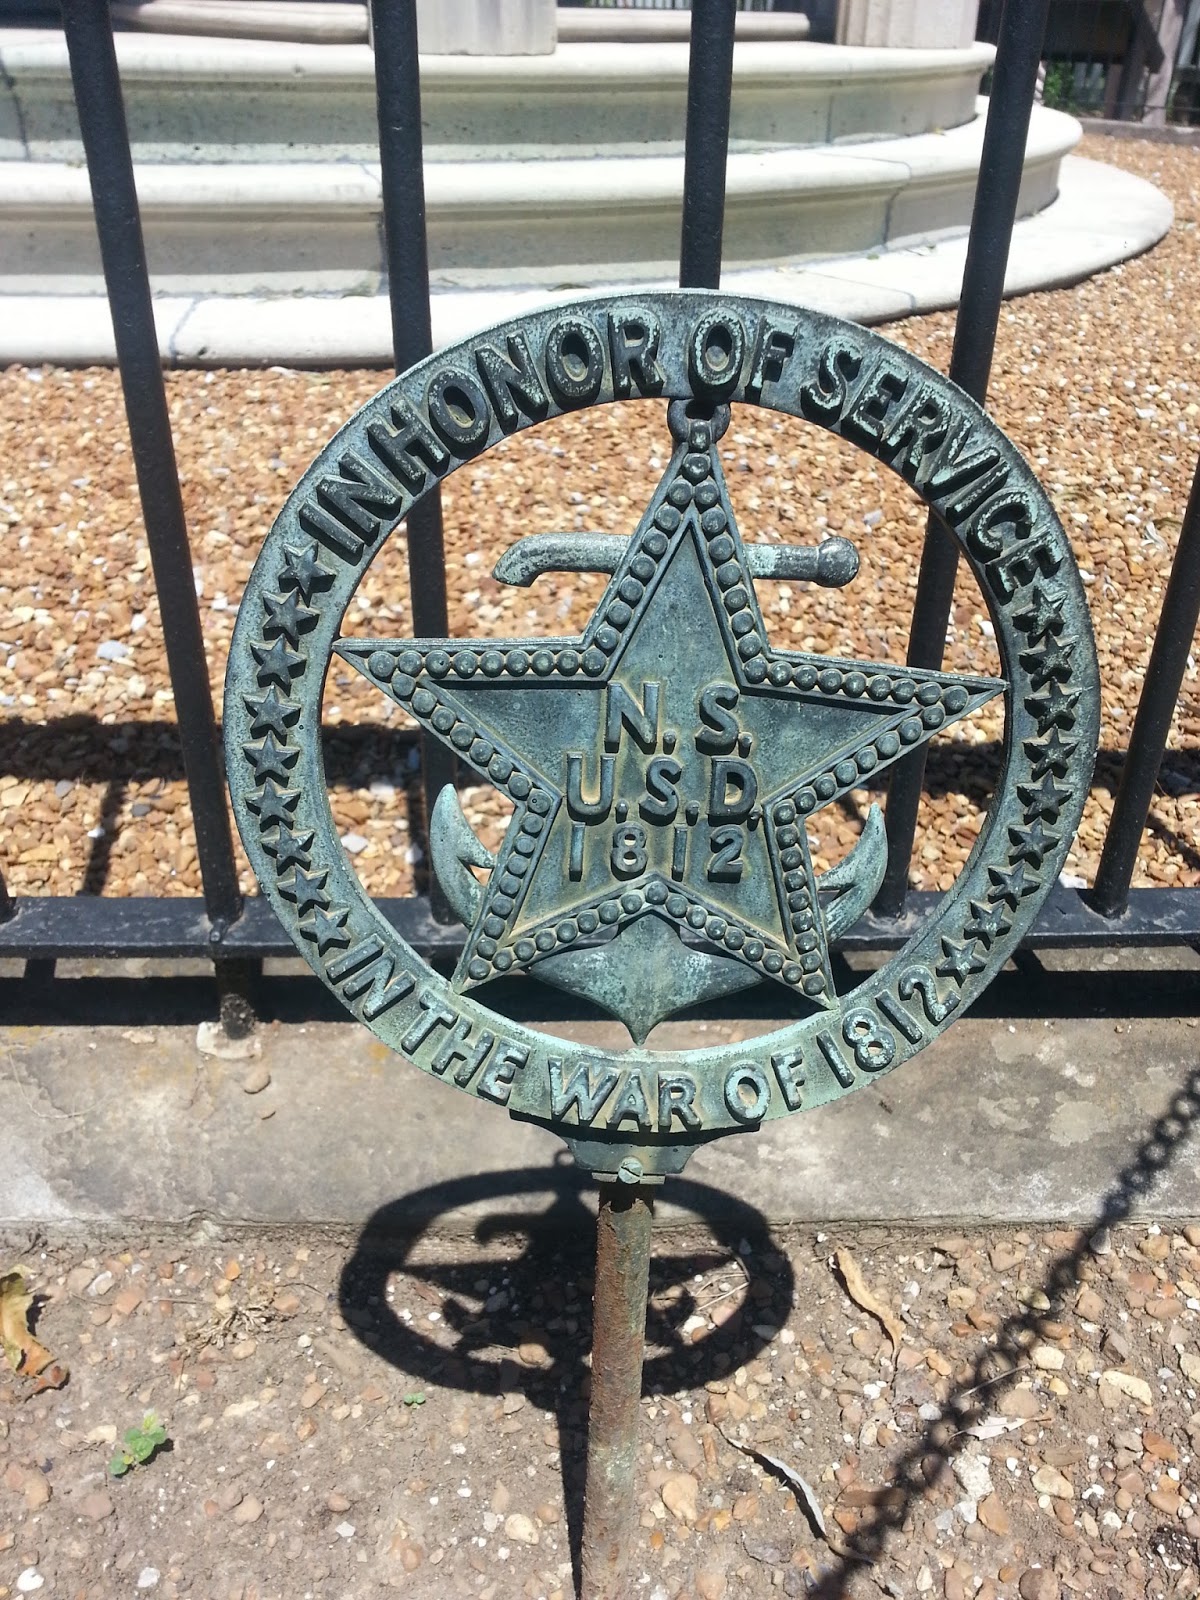 IN HONOR OF SERVICE
N. S.
U. S. D.
1812
IN THE WAR OF 1812